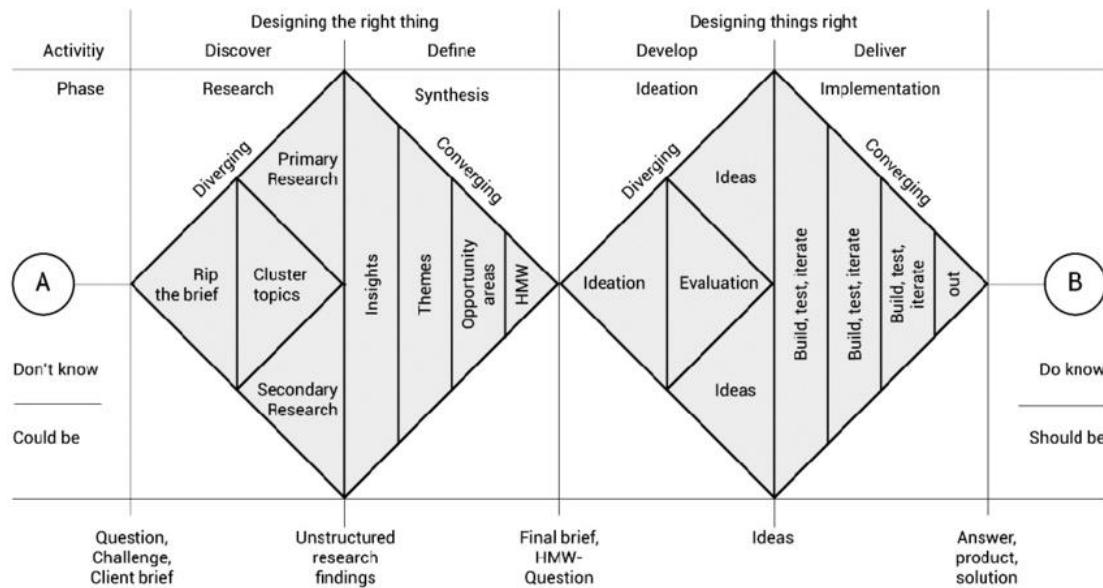 Designing the right thing
Designing things right
Activitiy
Discover
Define
Develop
Deliver
Phase
Research
Synthesis
Ideation
Implementation
Diverging
Converging
Diverging
Converging
Primary
Research
Ideas
A
Rip
the brief
Cluster
topics
Insights
Themes
Opportunity
areas
HMW
Ideation
Evaluation
Build, test, iterate
Build, test, iterate
Build, test,
iterate
out
B
Don't know
Could be
Secondary
Research
Ideas
Do know
Should be
Question,
Challenge,
Client brief
Unstructured
research
findings
Final brief,
HMW-
Question
Ideas
Answer,
product,
solution